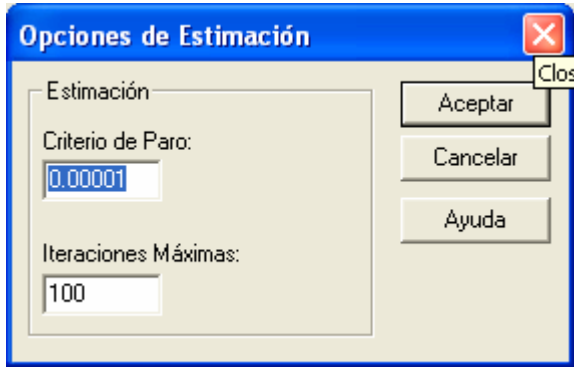 Opciones de Estimación
Estimación
Criterio de Paro:
0.00001
Iteraciones Máximas:
100
Aceptar
Cancelar
Ayuda